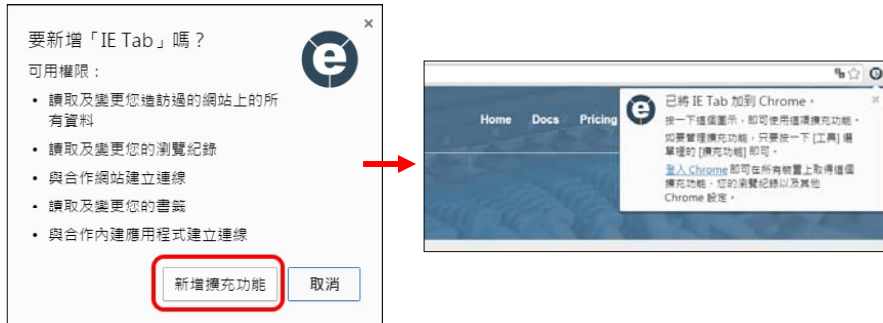 要新增「IE Tab」嗎？
可用權限：
• 讀取及變更您造訪過的網站上的所
有資料
• 讀取及變更您的瀏覽紀錄
• 與合作網站建立連線
• 讀取及變更您的書籤
• 與合作內建應用程式建立連線
新增擴充功能 取消
Home Docs Pricing
已將 IE Tab 加到 Chrome。
按一下這個圖示，即可使用這項擴充功能。
如要管理擴充功能，只要按一下 [工具] 選
單裡的 [擴充功能] 即可。
登入 Chrome 即可在所有裝置上取得這個
擴充功能、您的瀏覽紀錄以及其他
Chrome 設定。